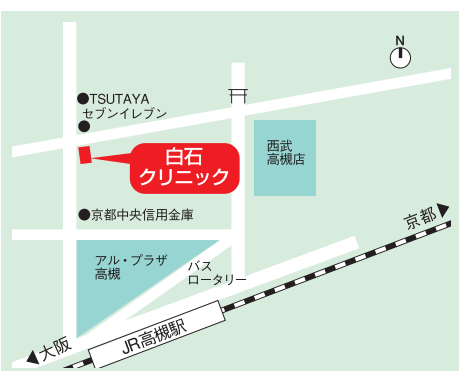 N
●TSUTAYA
セブンイレブン
●
白石
クリニック
西武
高槻店
●京都中央信用金庫
京都
アル・プラザ
高槻
バス
ロータリー
大阪
JR高槻駅